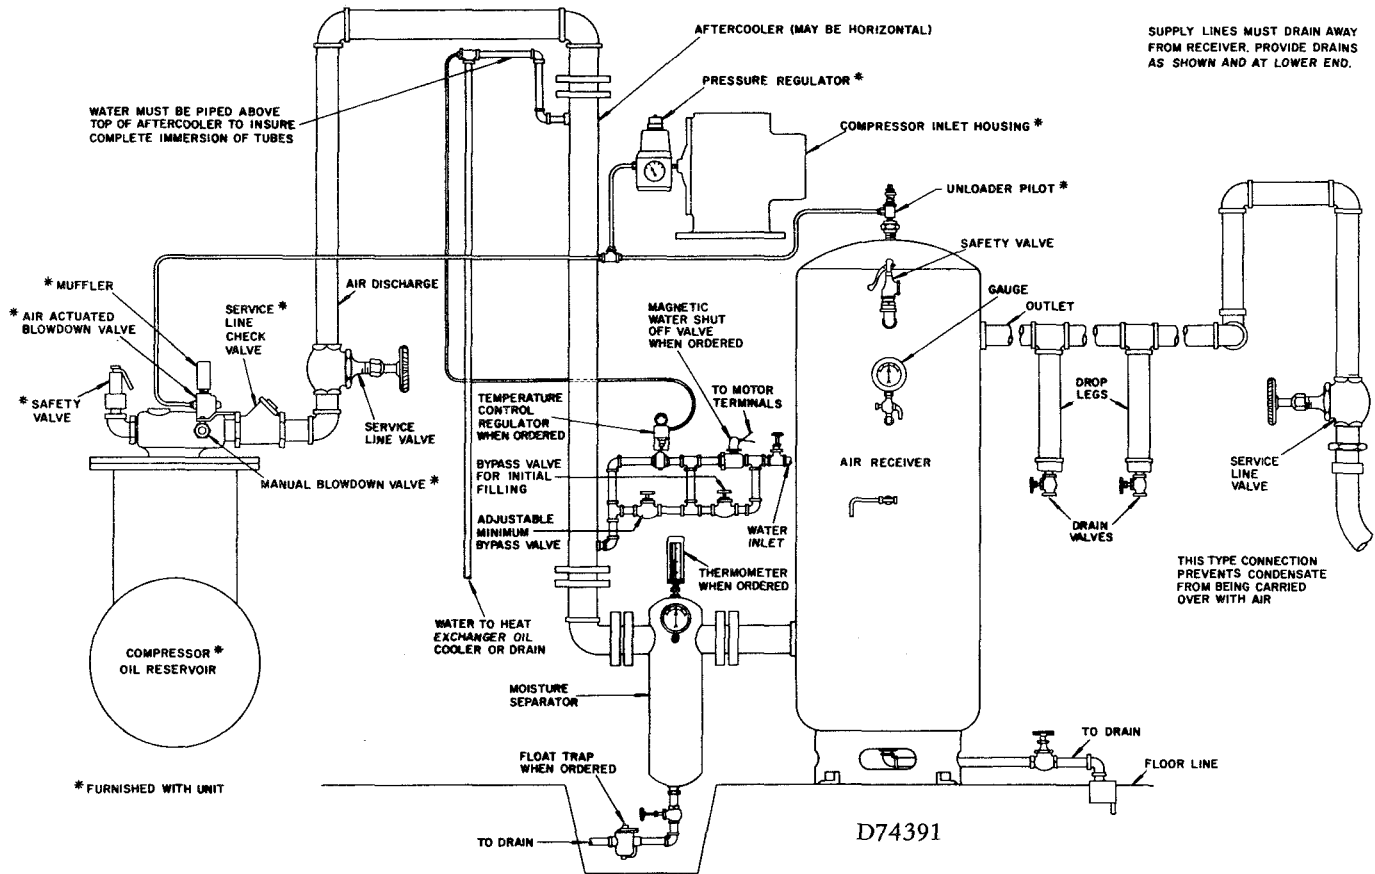 AFTERCOOLER (MAY BE HORIZONTAL)
SUPPLY LINES MUST DRAIN AWAY
FROM RECEIVER. PROVIDE DRAINS
AS SHOWN AND AT LOWER END.
PRESSURE REGULATOR *
WATER MUST BE PIPED ABOVE
TOP OF AFTERCOOLER TO INSURE
COMPLETE IMMERSION OF TUBES
COMPRESSOR INLET HOUSING *
UNLOADER PILOT *
SAFETY VALVE
* MUFFLER
AIR DISCHARGE
GAUGE
OUTLET
* AIR ACTUATED
BLOWDOWN VALVE
SERVICE *
LINE
CHECK
VALVE
MAGNETIC
WATER SHUT
OFF VALVE
WHEN ORDERED
* SAFETY
VALVE
SERVICE
LINE VALVE
TEMPERATURE
CONTROL
REGULATOR
WHEN ORDERED
TO MOTOR
TERMINALS
DROP
LEGS
MANUAL BLOWDOWN VALVE *
BYPASS VALVE
FOR INITIAL
FILLING
AIR RECEIVER
SERVICE
LINE
VALVE
ADJUSTABLE
MINIMUM
BYPASS VALVE
WATER
INLET
DRAIN
VALVES
THERMOMETER
WHEN ORDERED
THIS TYPE CONNECTION
PREVENTS CONDENSATE
FROM BEING CARRIED
OVER WITH AIR
WATER TO HEAT
EXCHANGER OIL
COOLER OR DRAIN
COMPRESSOR *
OIL RESERVOIR
MOISTURE
SEPARATOR
TO DRAIN
FLOAT TRAP
WHEN ORDERED
FLOOR LINE
* FURNISHED WITH UNIT
TO DRAIN
D74391